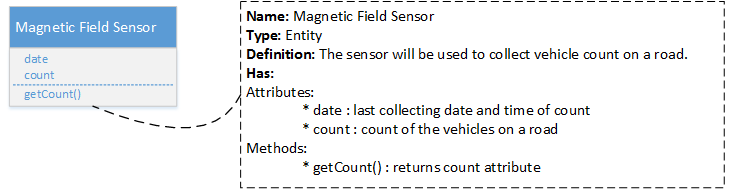 Magnetic Field Sensor
date
count
getCount()
Name: Magnetic Field Sensor
Type: Entity
Definition: The sensor will be used to collect vehicle count on a road.
Has:
Attributes:
* date : last collecting date and time of count
* count : count of the vehicles on a road
Methods:
* getCount() : returns count attribute